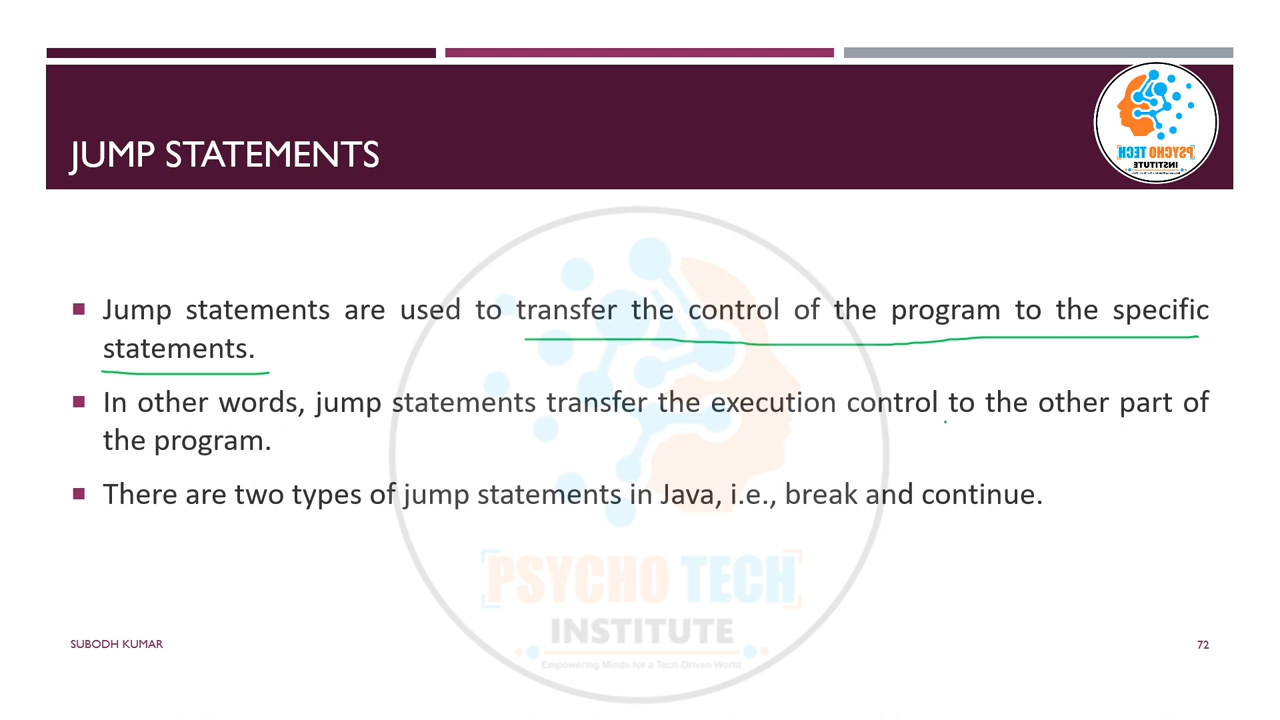 JUMP STATEMENTS
PSYCHO TECH
INSTITUTE
Jump statements are used to transfer the control of the program to the specific
statements.
In other words, jump statements transfer the execution control to the other part of
the program.
There are two types of jump statements in Java, i.e., break and continue.
PSYCHO TECH
INSTITUTE
Empowering Minds for a Tech-Driven World
SUBODH KUMAR
72